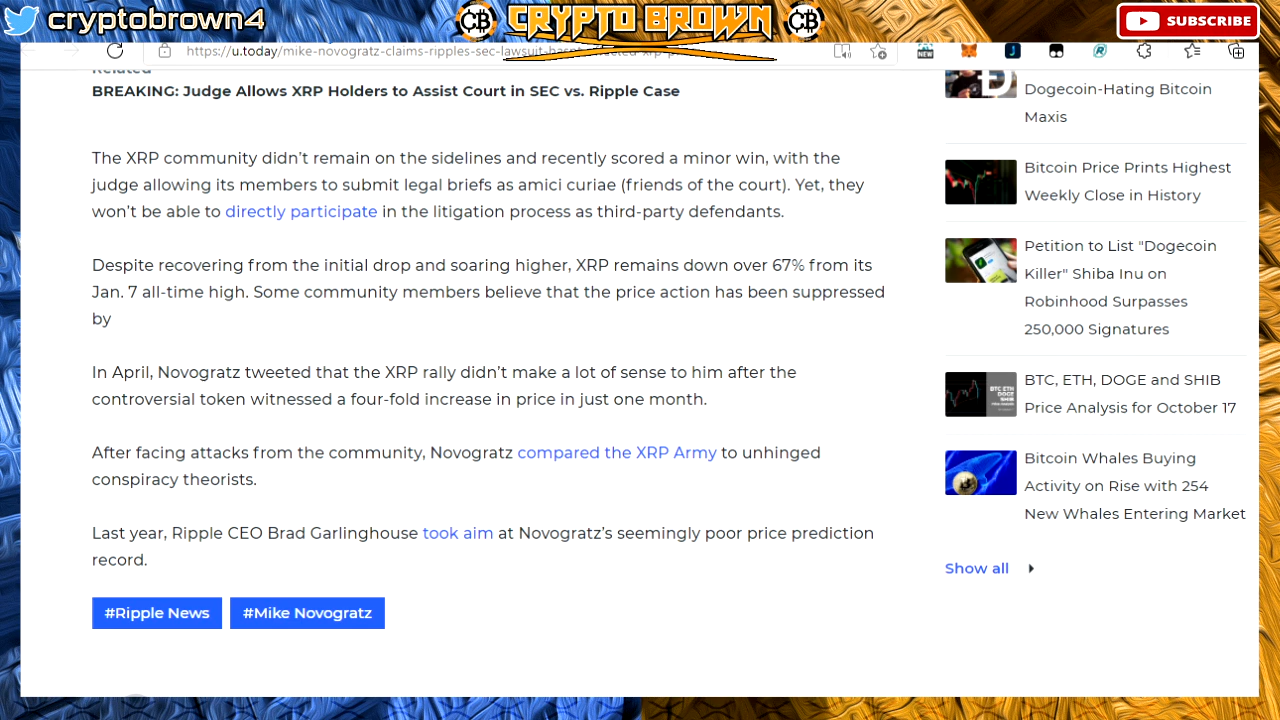 cryptobrown4
CB
CRYPTO BROWN
CB
SUBSCRIBE
https://u.today/mike-novogratz-claims-ripples-sec-lawsuit-hasnt
NEW
Related
BREAKING: Judge Allows XRP Holders to Assist Court in SEC vs. Ripple Case
The XRP community didn’t remain on the sidelines and recently scored a minor win, with the
judge allowing its members to submit legal briefs as amici curiae (friends of the court). Yet, they
won’t be able to directly participate in the litigation process as third-party defendants.
Despite recovering from the initial drop and soaring higher, XRP remains down over 67% from its
Jan. 7 all-time high. Some community members believe that the price action has been suppressed
by
In April, Novogratz tweeted that the XRP rally didn’t make a lot of sense to him after the
controversial token witnessed a four-fold increase in price in just one month.
After facing attacks from the community, Novogratz compared the XRP Army to unhinged
conspiracy theorists.
Last year, Ripple CEO Brad Garlinghouse took aim at Novogratz’s seemingly poor price prediction
record.
#Ripple News
#Mike Novogratz
Dogecoin-Hating Bitcoin
Maxis
Bitcoin Price Prints Highest
Weekly Close in History
Petition to List "Dogecoin
Killer" Shiba Inu on
Robinhood Surpasses
250,000 Signatures
BTC, ETH, DOGE and SHIB
Price Analysis for October 17
Bitcoin Whales Buying
Activity on Rise with 254
New Whales Entering Market
Show all